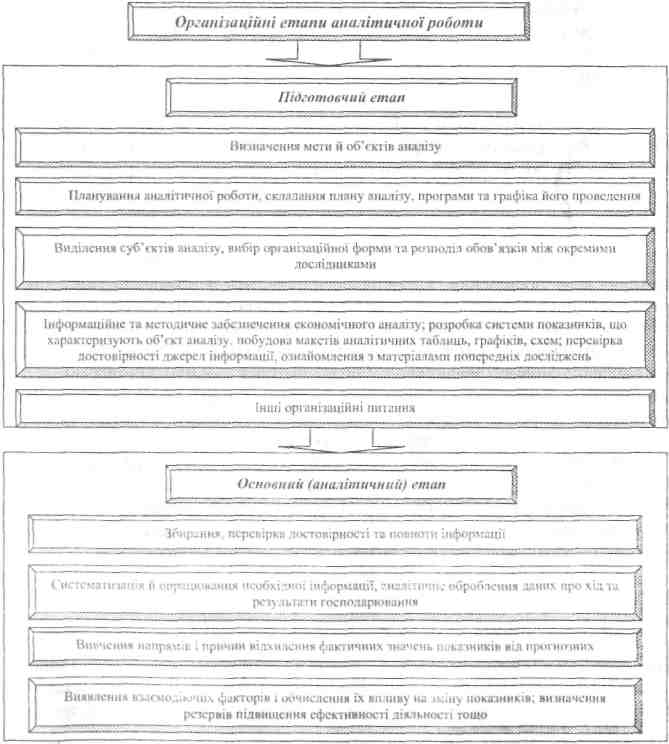 Організаційні етапи аналітичної роботи
Підготовчий етап
Визначення мети й об’єктів аналізу
Планування аналітичної роботи, складання плану аналізу, програми та графіка його проведення
Виділення суб’єктів аналізу, вибір організаційної форми та розподіл обов’язків між окремими
дослідниками
Інформаційне та методичне забезпечення економічного аналізу; розробка системи показників, що
характеризують об’єкт аналізу, побудова макетів аналітичних таблиць, графіків, схем; перевірка
достовірності джерел інформації, ознайомлення з матеріалами попередніх досліджень
Інші організаційні питання
Основний (аналітичний) етап
Збирання, перевірка достовірності та повноти інформації
Систематизація й опрацювання необхідної інформації, аналітичне оброблення даних про хід та
результати господарювання
Вивчення напрямів і причин відхилення фактичних значень показників від прогнозних
Виявлення взаємодіючих факторів і обчислення їх впливу на зміну показників; визначення
резервів підвищення ефективності діяльності тощо